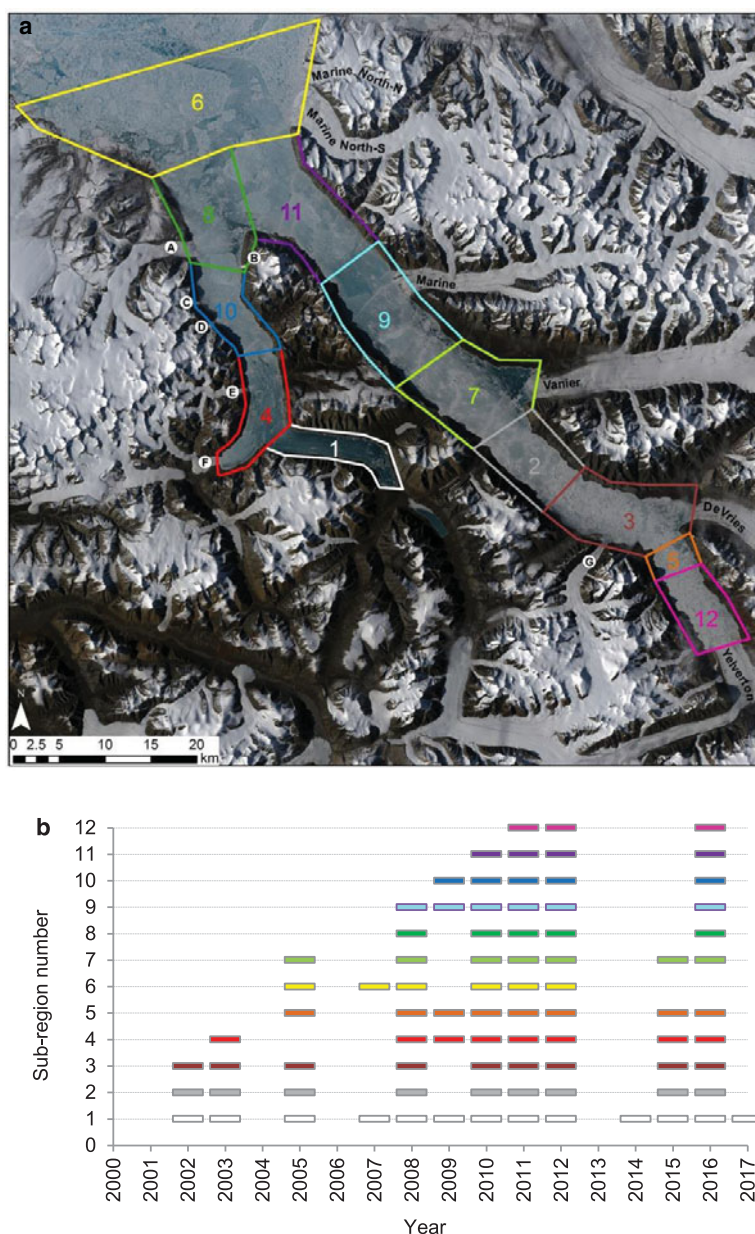 a
Marine North-N
6
Marine North-S
8
11
A
B
Marine
C
10
D
9
E
7
Vanier
4
1
F
2
3
DeVries
G
5
12
Yelverton
N
0 2.5 5 10 15 20
km
b
12
11
10
9
8
7
6
5
4
3
2
1
0
Sub-region number
2000 2001 2002 2003 2004 2005 2006 2007 2008 2009 2010 2011 2012 2013 2014 2015 2016 2017
Year